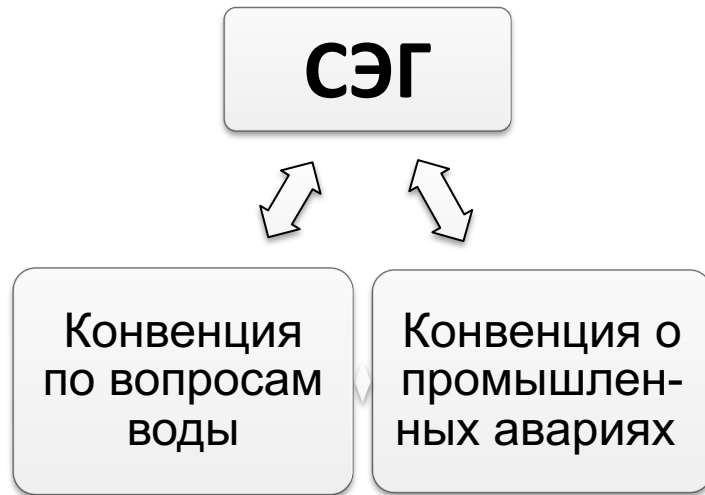 СЭГ
Конвенция
по вопросам
воды
Конвенция о
промышлен-
ных авариях